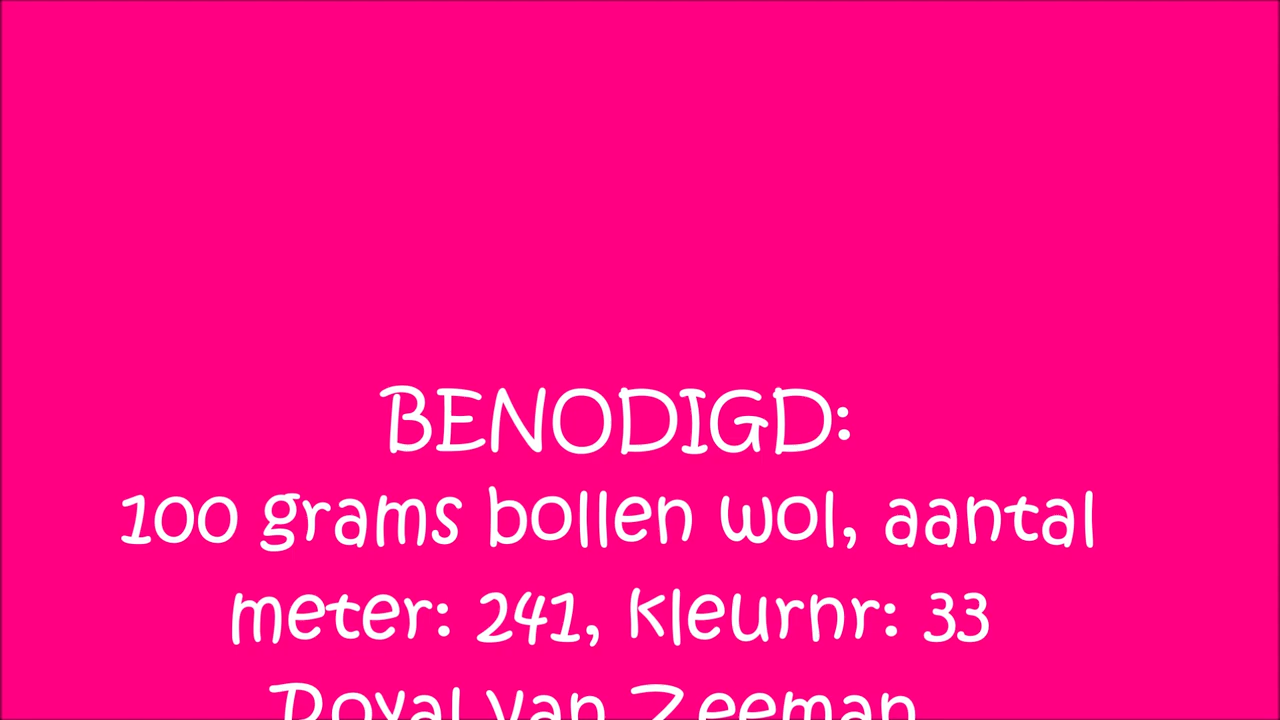 BENODIGD:
100 grams bollen wol, aantal
meter: 241, kleurnr: 33
Royal van Zeeman